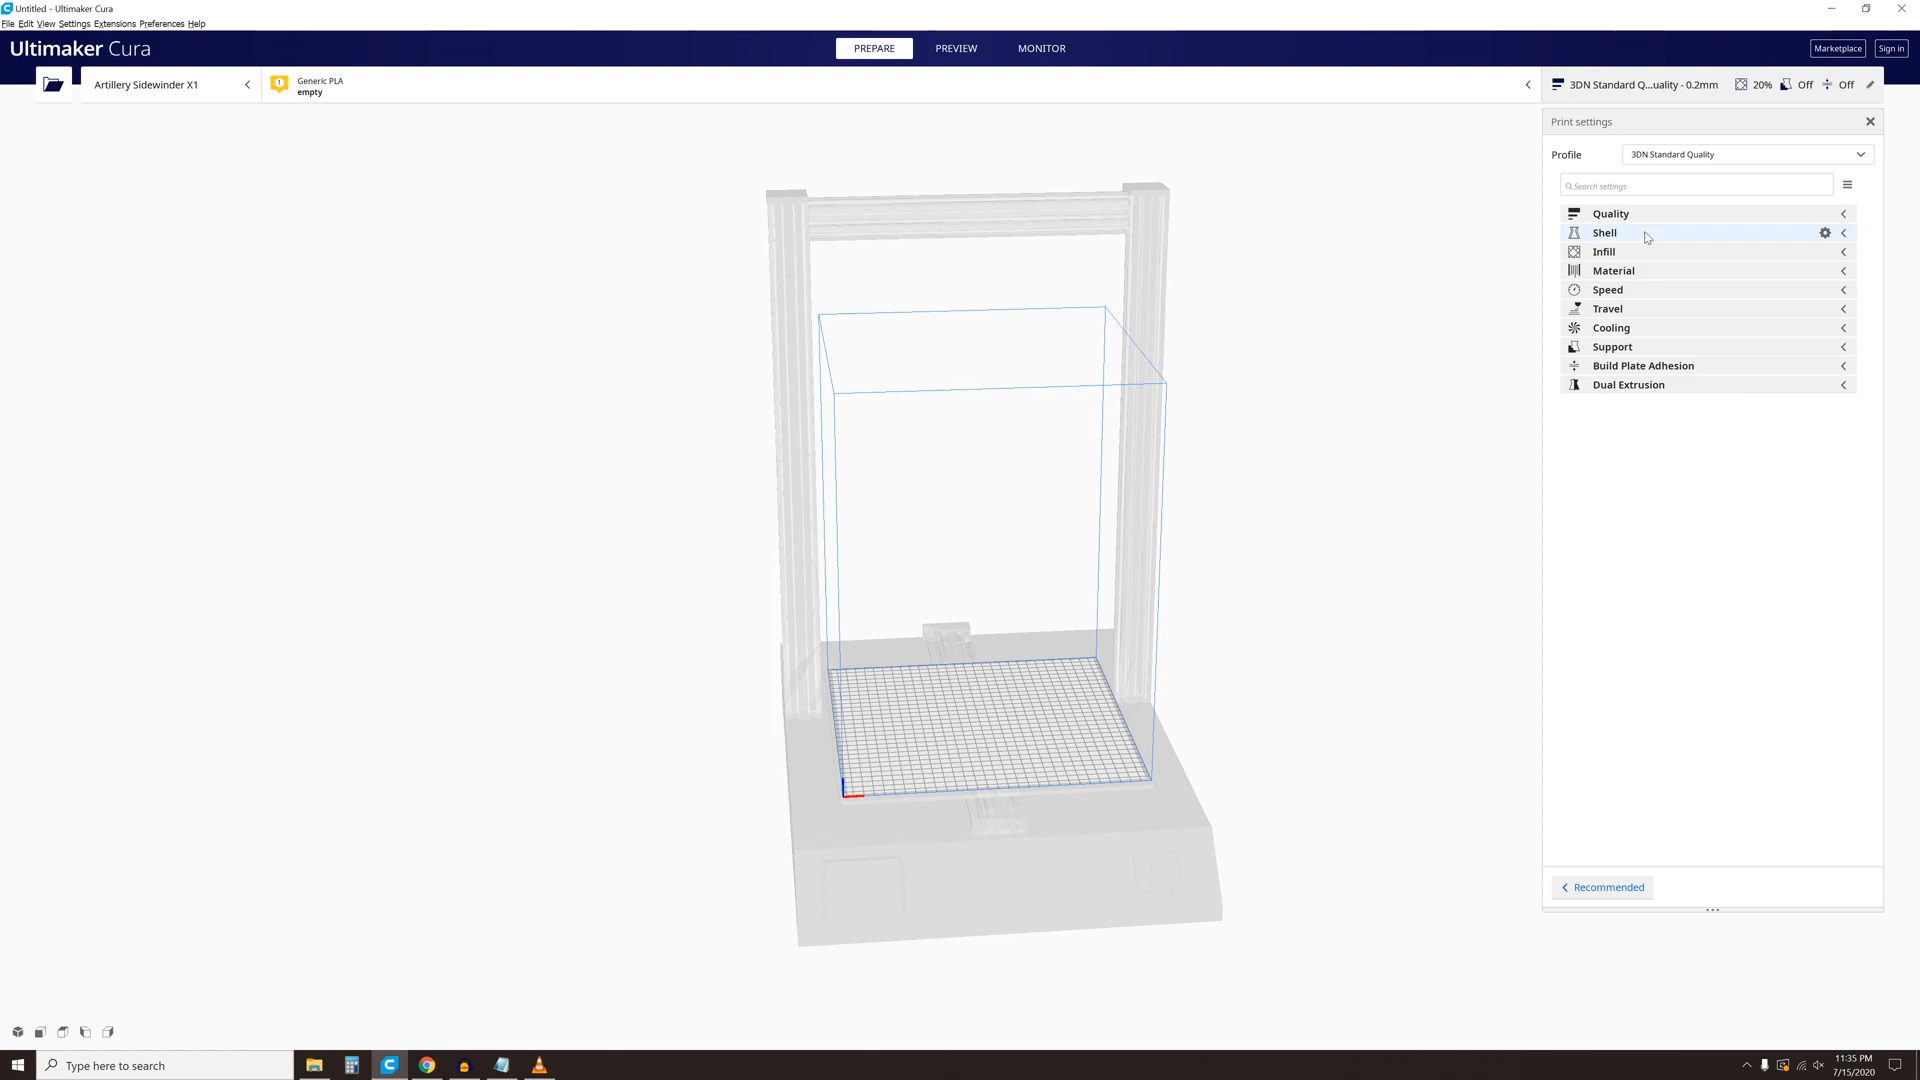 Untitled - Ultimaker Cura
File Edit View Settings Extensions Preferences Help
Ultimaker Cura
PREPARE
PREVIEW
MONITOR
Marketplace
Sign in
Artillery Sidewinder X1
1
Generic PLA
empty
3DN Standard Q...uality - 0.2mm
20%
Off
Off
Print settings
Profile
3DN Standard Quality
Search settings
Quality
Shell
Infill
Material
Speed
Travel
Cooling
Support
Build Plate Adhesion
Dual Extrusion
Recommended
Type here to search
11:35 PM
7/15/2020